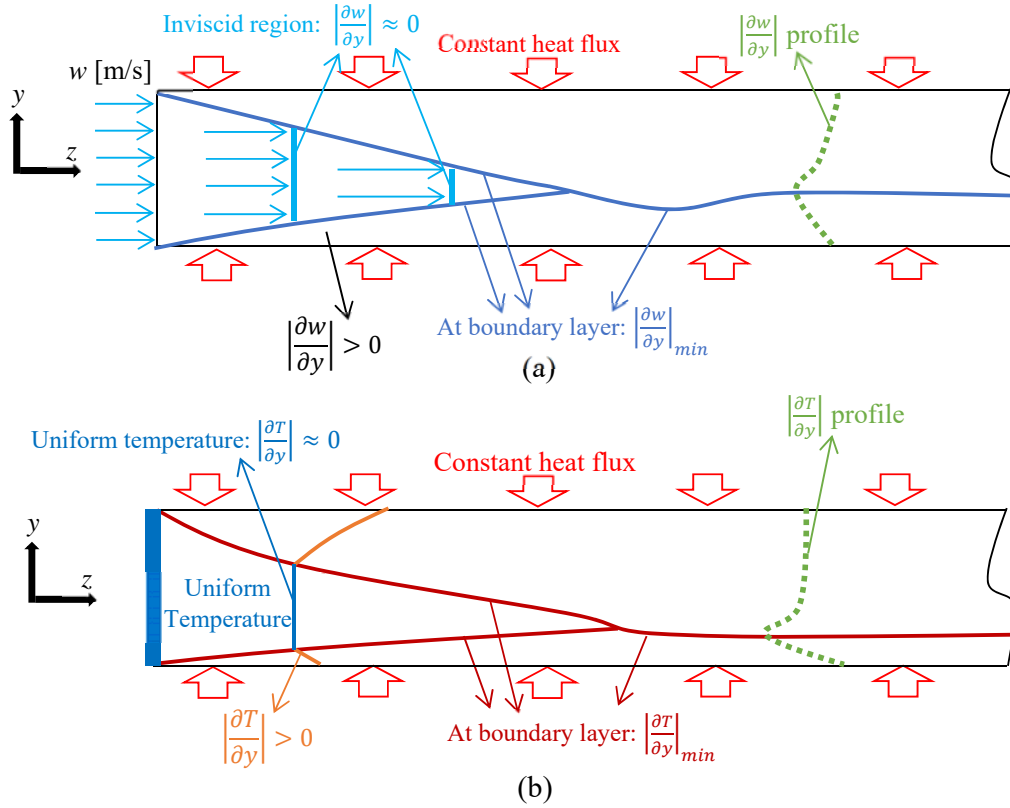 Inviscid region: |∂w/∂y| ≈ 0
Constant heat flux
|∂w/∂y| profile
w [m/s]
y
z
|∂w/∂y| > 0
At boundary layer: |∂w/∂y|min
(a)
Uniform temperature: |∂T/∂y| ≈ 0
Constant heat flux
|∂T/∂y| profile
y
z
Uniform
Temperature
|∂T/∂y| > 0
At boundary layer: |∂T/∂y|min
(b)